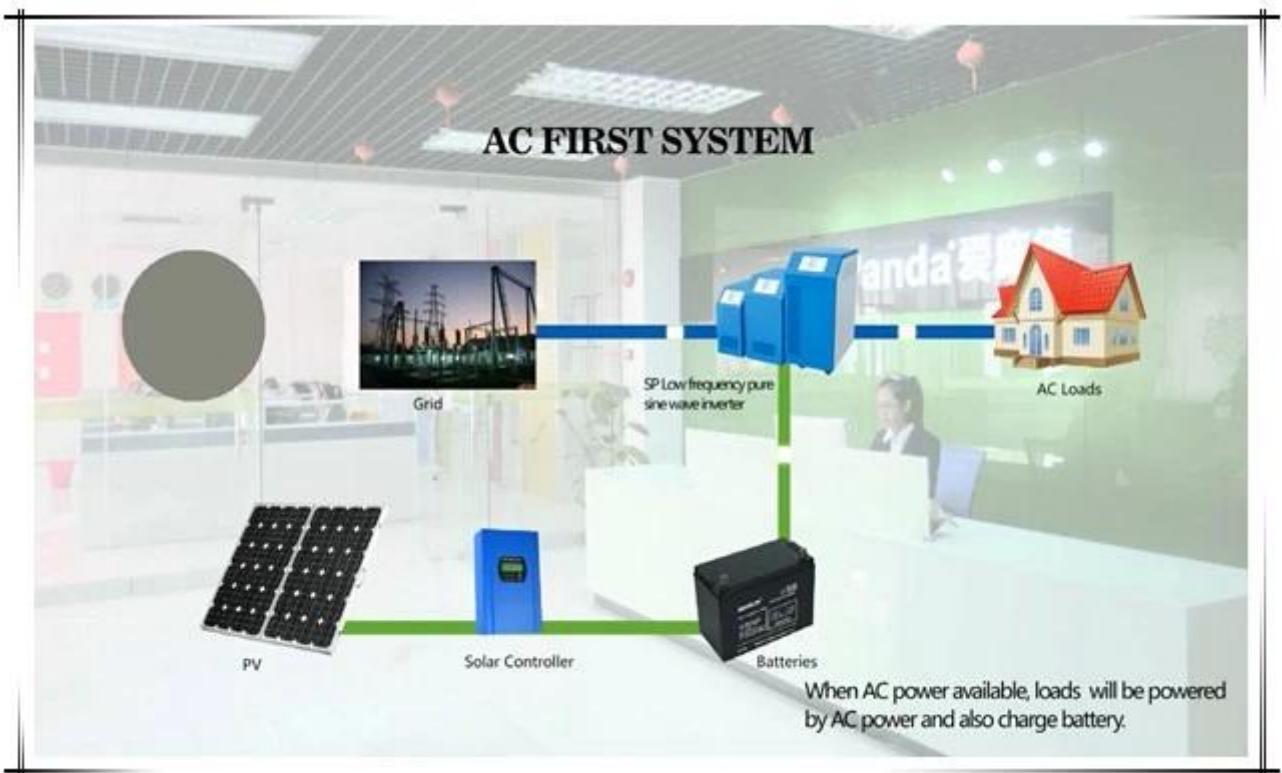 AC FIRST SYSTEM
anda
Grid
SP Low frequency pure
sine wave inverter
AC Loads
PV
Solar Controller
Batteries
When AC power available, loads will be powered
by AC power and also charge battery.